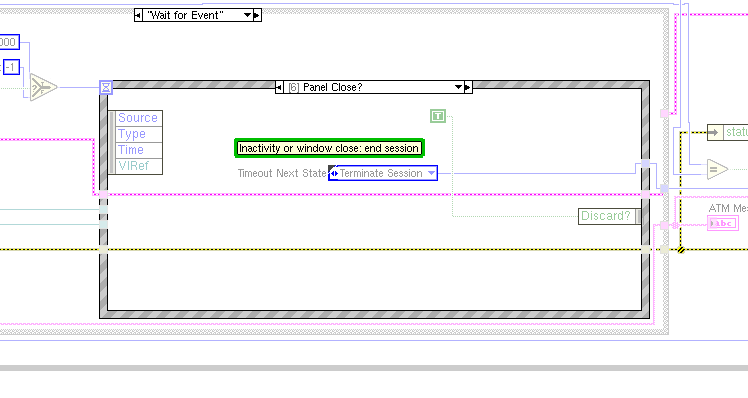 "Wait for Event"
000
-1
?
[6] Panel Close?
Source
Type
Time
VIRef
T
Inactivity or window close: end session
Timeout Next State
Terminate Session
Discard?
statu
=
ATM Me
abc